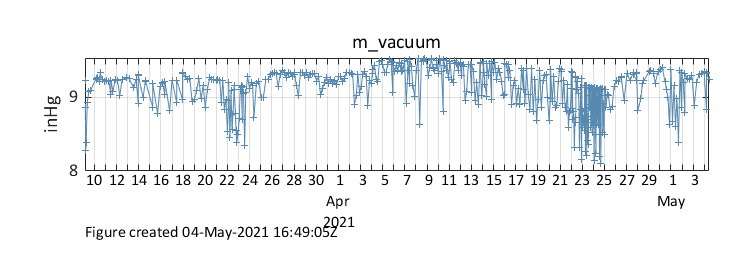 m_vacuum
inHg
9
8
10 12 14 16 18 20 22 24 26 28 30 1 3 5 7 9 11 13 15 17 19 21 23 25 27 29 1 3
Apr May
2021
Figure created 04-May-2021 16:49:05Z